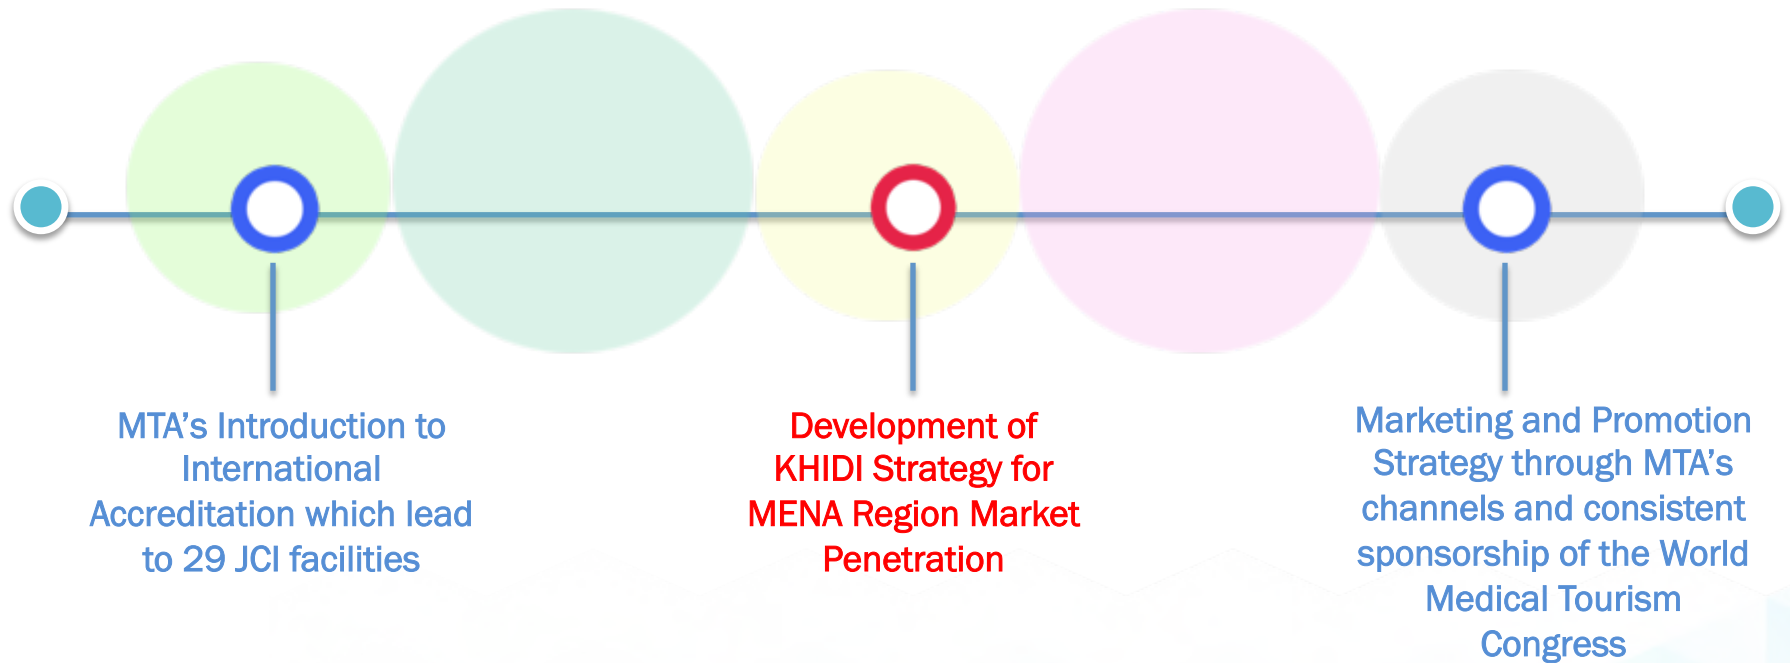 MTA’s Introduction to
International
Accreditation which lead
to 29 JCI facilities
Development of
KHIDI Strategy for
MENA Region Market
Penetration
Marketing and Promotion
Strategy through MTA’s
channels and consistent
sponsorship of the World
Medical Tourism
Congress